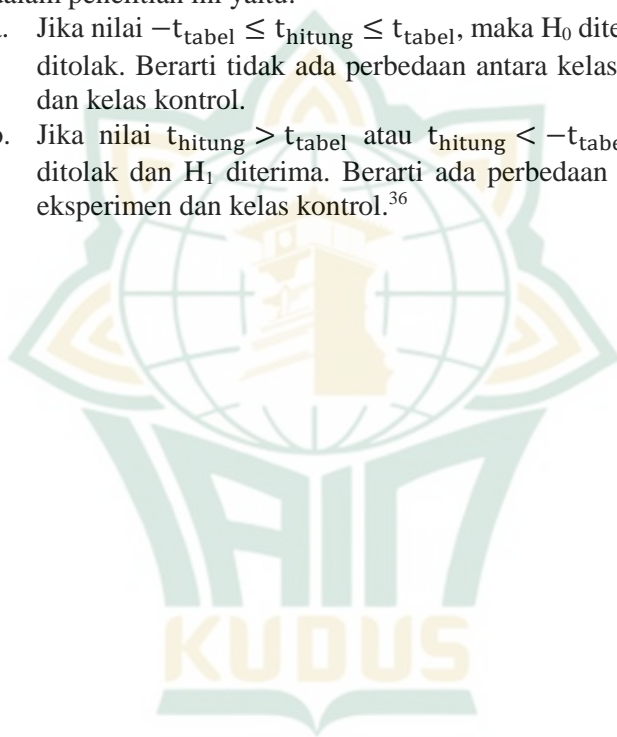 dalam penelitian ini yaitu:
Jika nilai −t_tabel ≤ t_hitung ≤ t_tabel, maka H₀
ditolak. Berarti tidak ada perbedaan antara kelas
dan kelas kontrol.
Jika nilai t_hitung > t_tabel atau t_hitung <
ditolak dan H₁ diterima. Berarti ada perbedaan
eksperimen dan kelas kontrol.³⁶
IAIN
KUDUS